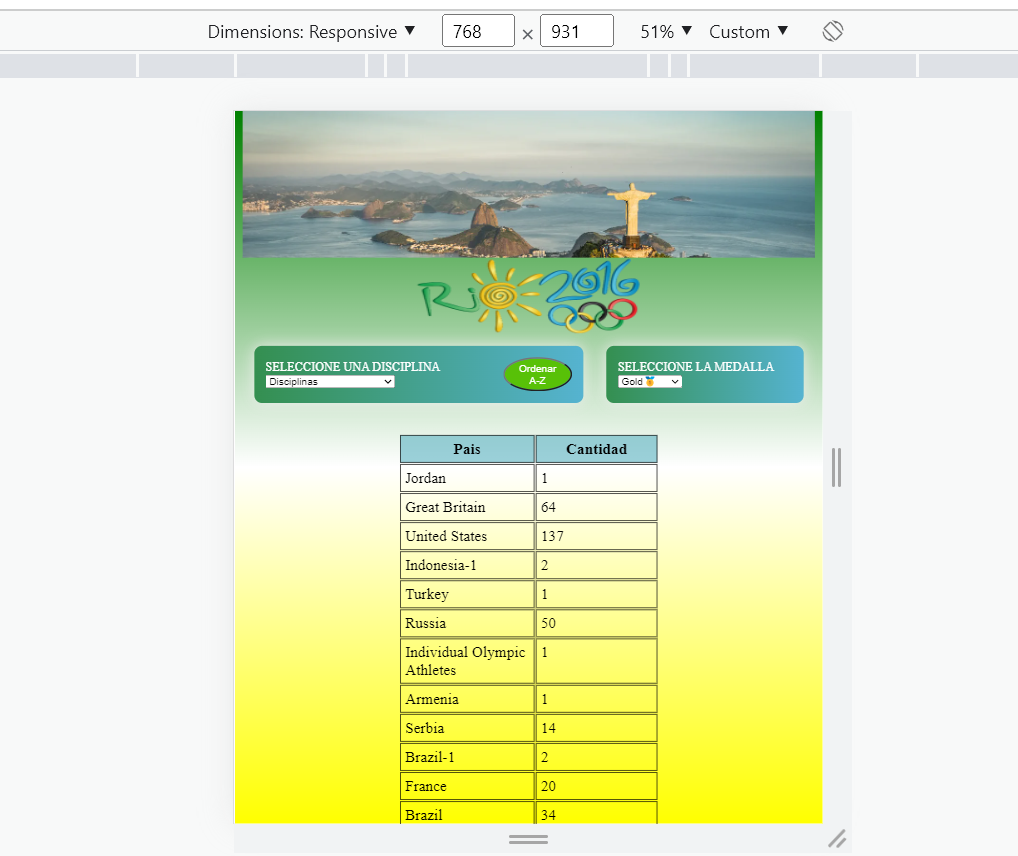 Dimensions: Responsive ▼ 768 × 931 51% ▼ Custom ▼
Rio 2016
SELECCIONE UNA DISCIPLINA
Disciplinas
Ordenar
A-Z
SELECCIONE LA MEDALLA
Gold🥇
Pais Cantidad
Jordan 1
Great Britain 64
United States 137
Indonesia-1 2
Turkey 1
Russia 50
Individual Olympic 1
Athletes
Armenia 1
Serbia 14
Brazil-1 2
France 20
Brazil 34